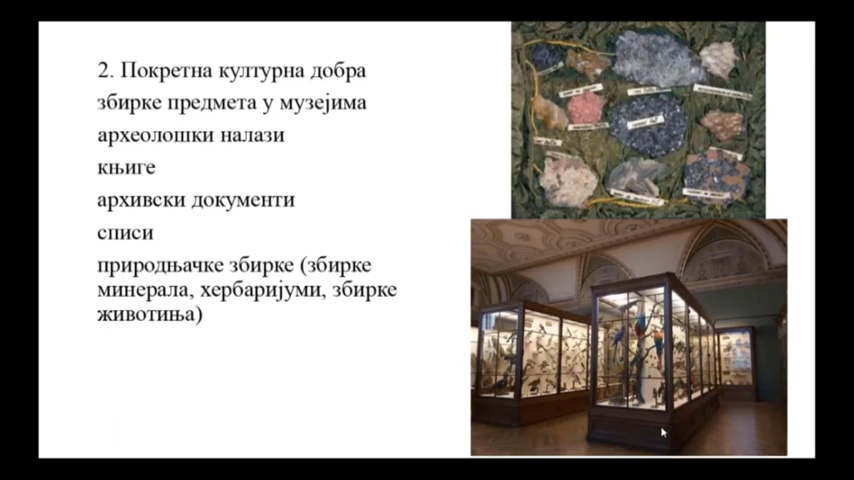 2. Покретна културна добра
збирке предмета у музејима
археолошки налази
књиге
архивски документи
списи
природњачке збирке (збирке
минерала, хербаријуми, збирке
животиња)